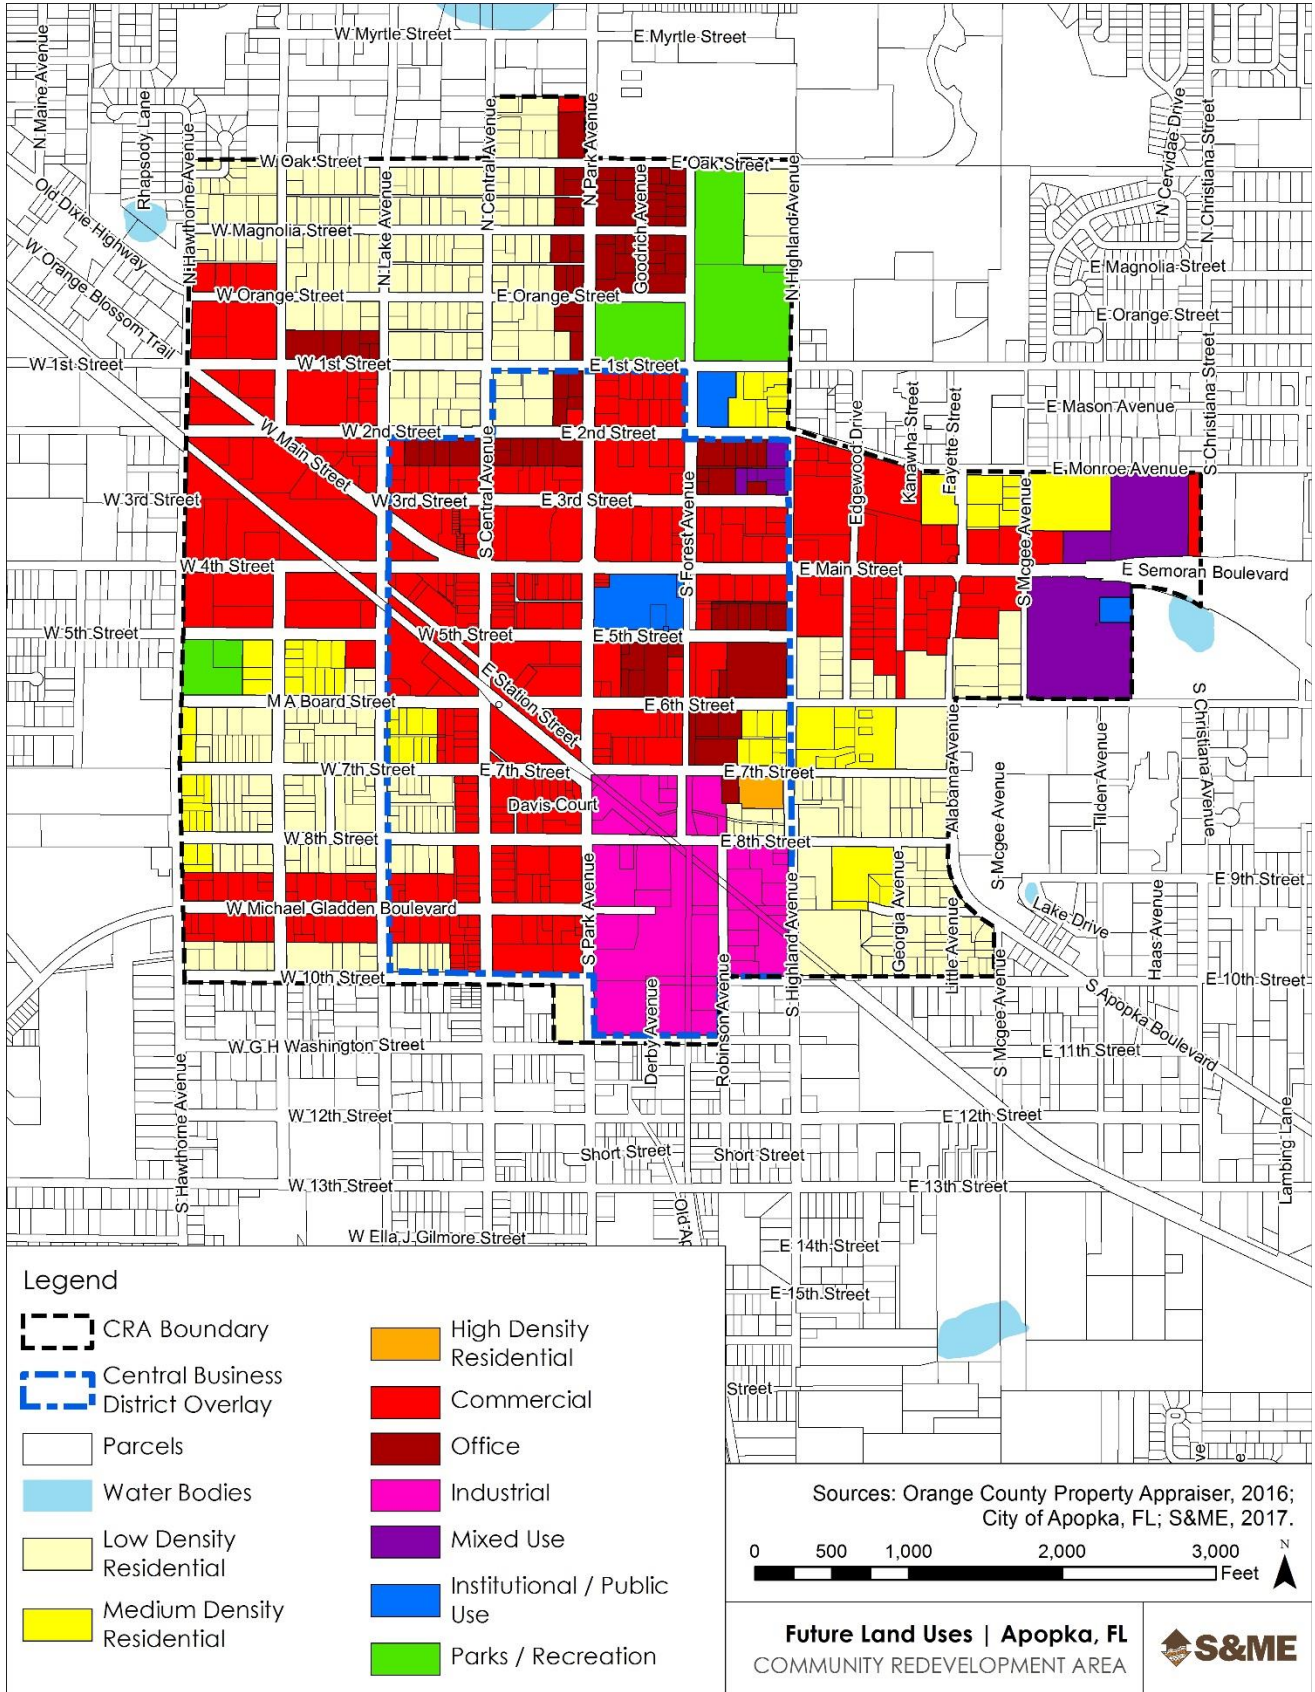 W Myrtle Street
E Myrtle Street
N Maine Avenue
Rhapsody Lane
N Hawthorne Avenue
N Lake Avenue
N Central Avenue
N Park Avenue
Goodrich Avenue
N Highland Avenue
N Cervidae Drive
N Christiana Street
W Oak Street
E Oak Street
Old Dixie Highway
W Orange Blossom Trail
W Magnolia Street
E Magnolia Street
W Orange Street
E Orange Street
E Orange Street
W 1st Street
W 1st Street
E 1st Street
S Christiana Street
E Mason Avenue
Edgewood Drive
Kanawha Street
Fayette Street
W 2nd Street
E 2nd Street
W Main Street
E Monroe Avenue
W 3rd Street
W 3rd Street
E 3rd Street
S Central Avenue
S Forest Avenue
S Mcgee Avenue
W 4th Street
E Main Street
E Semoran Boulevard
W 5th Street
W 5th Street
E 5th Street
E Station Street
M A Board Street
E 6th Street
S Christiana Avenue
W 7th Street
E 7th Street
E 7th Street
Alabama Avenue
S Mcgee Avenue
Tilden Avenue
Davis Court
W 8th Street
E 8th Street
S Park Avenue
E 9th Street
W Michael Gladden Boulevard
S Highland Avenue
Georgia Avenue
Little Avenue
Lake Drive
Haas Avenue
W 10th Street
E 10th Street
Derby Avenue
Robinson Avenue
S Mcgee Avenue
S Apopka Boulevard
W G H Washington Street
E 11th Street
S Hawthorne Avenue
W 12th Street
E 12th Street
Short Street
Short Street
Lambing Lane
W 13th Street
E 13th Street
W Ella J Gilmore Street
Old A
E 14th Street
E 15th Street
Street
ve
e
Legend
CRA Boundary
Central Business
District Overlay
Parcels
Water Bodies
Low Density
Residential
Medium Density
Residential
High Density
Residential
Commercial
Office
Industrial
Mixed Use
Institutional / Public
Use
Parks / Recreation
Sources: Orange County Property Appraiser, 2016;
City of Apopka, FL; S&ME, 2017.
0 500 1,000 2,000 3,000
Feet
N
Future Land Uses | Apopka, FL
COMMUNITY REDEVELOPMENT AREA
S&ME